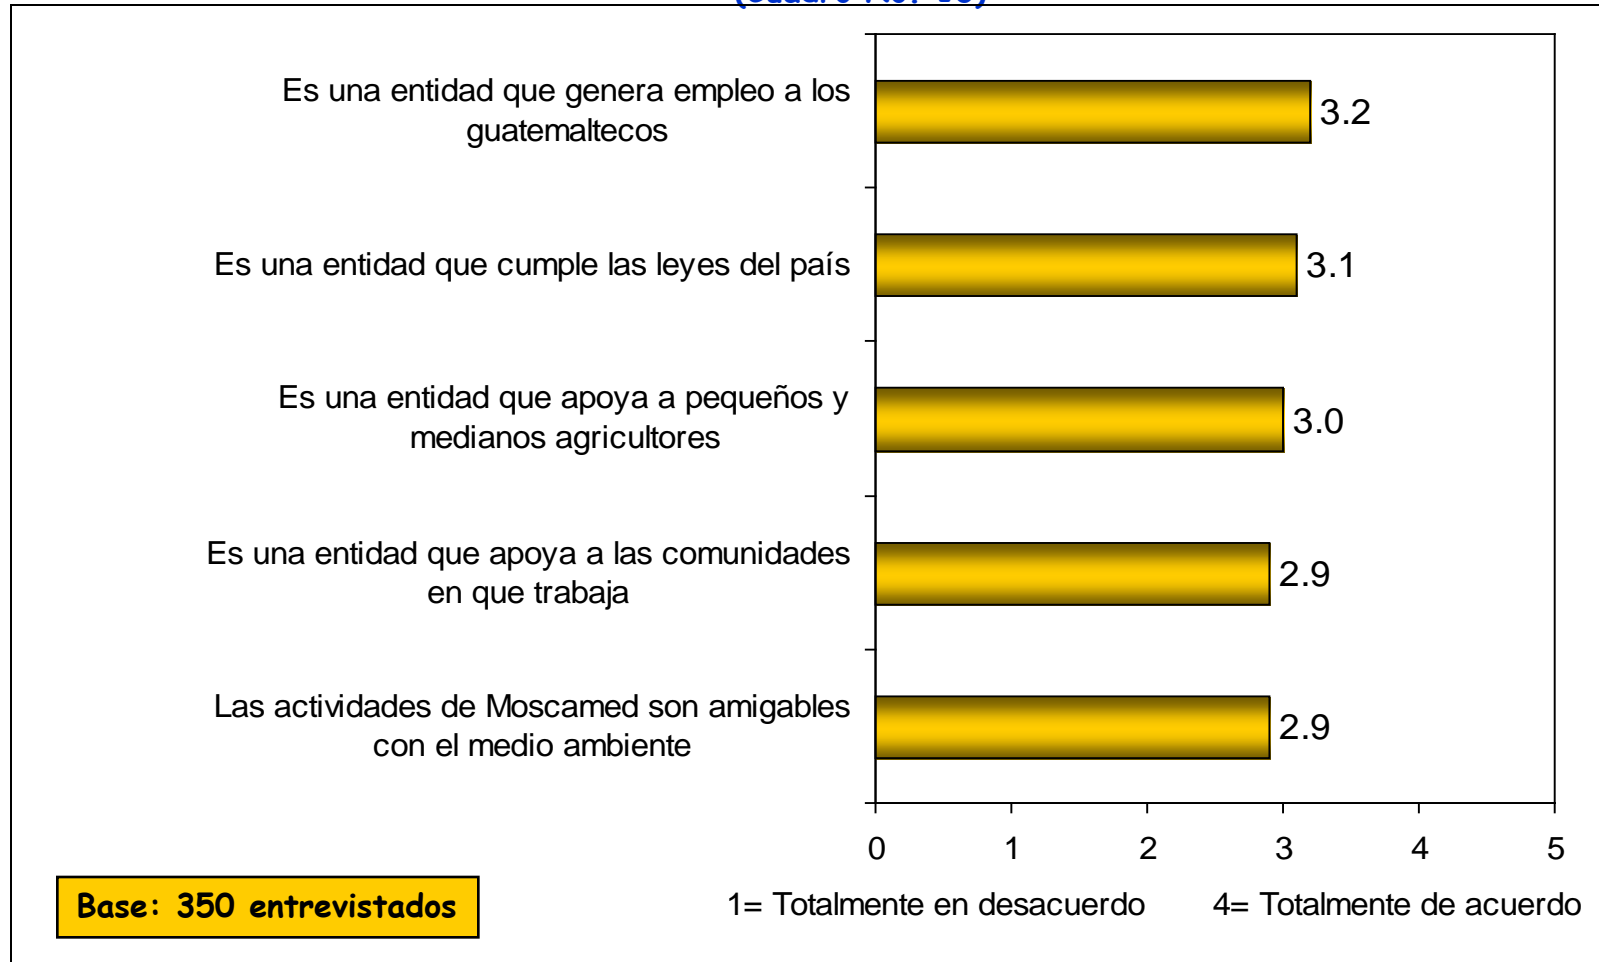 Es una entidad que genera empleo a los
guatemaltecos
3.2
Es una entidad que cumple las leyes del país
3.1
Es una entidad que apoya a pequeños y
medianos agricultores
3.0
Es una entidad que apoya a las comunidades
en que trabaja
2.9
Las actividades de Moscamed son amigables
con el medio ambiente
2.9
0 1 2 3 4 5
Base: 350 entrevistados
1= Totalmente en desacuerdo 4= Totalmente de acuerdo